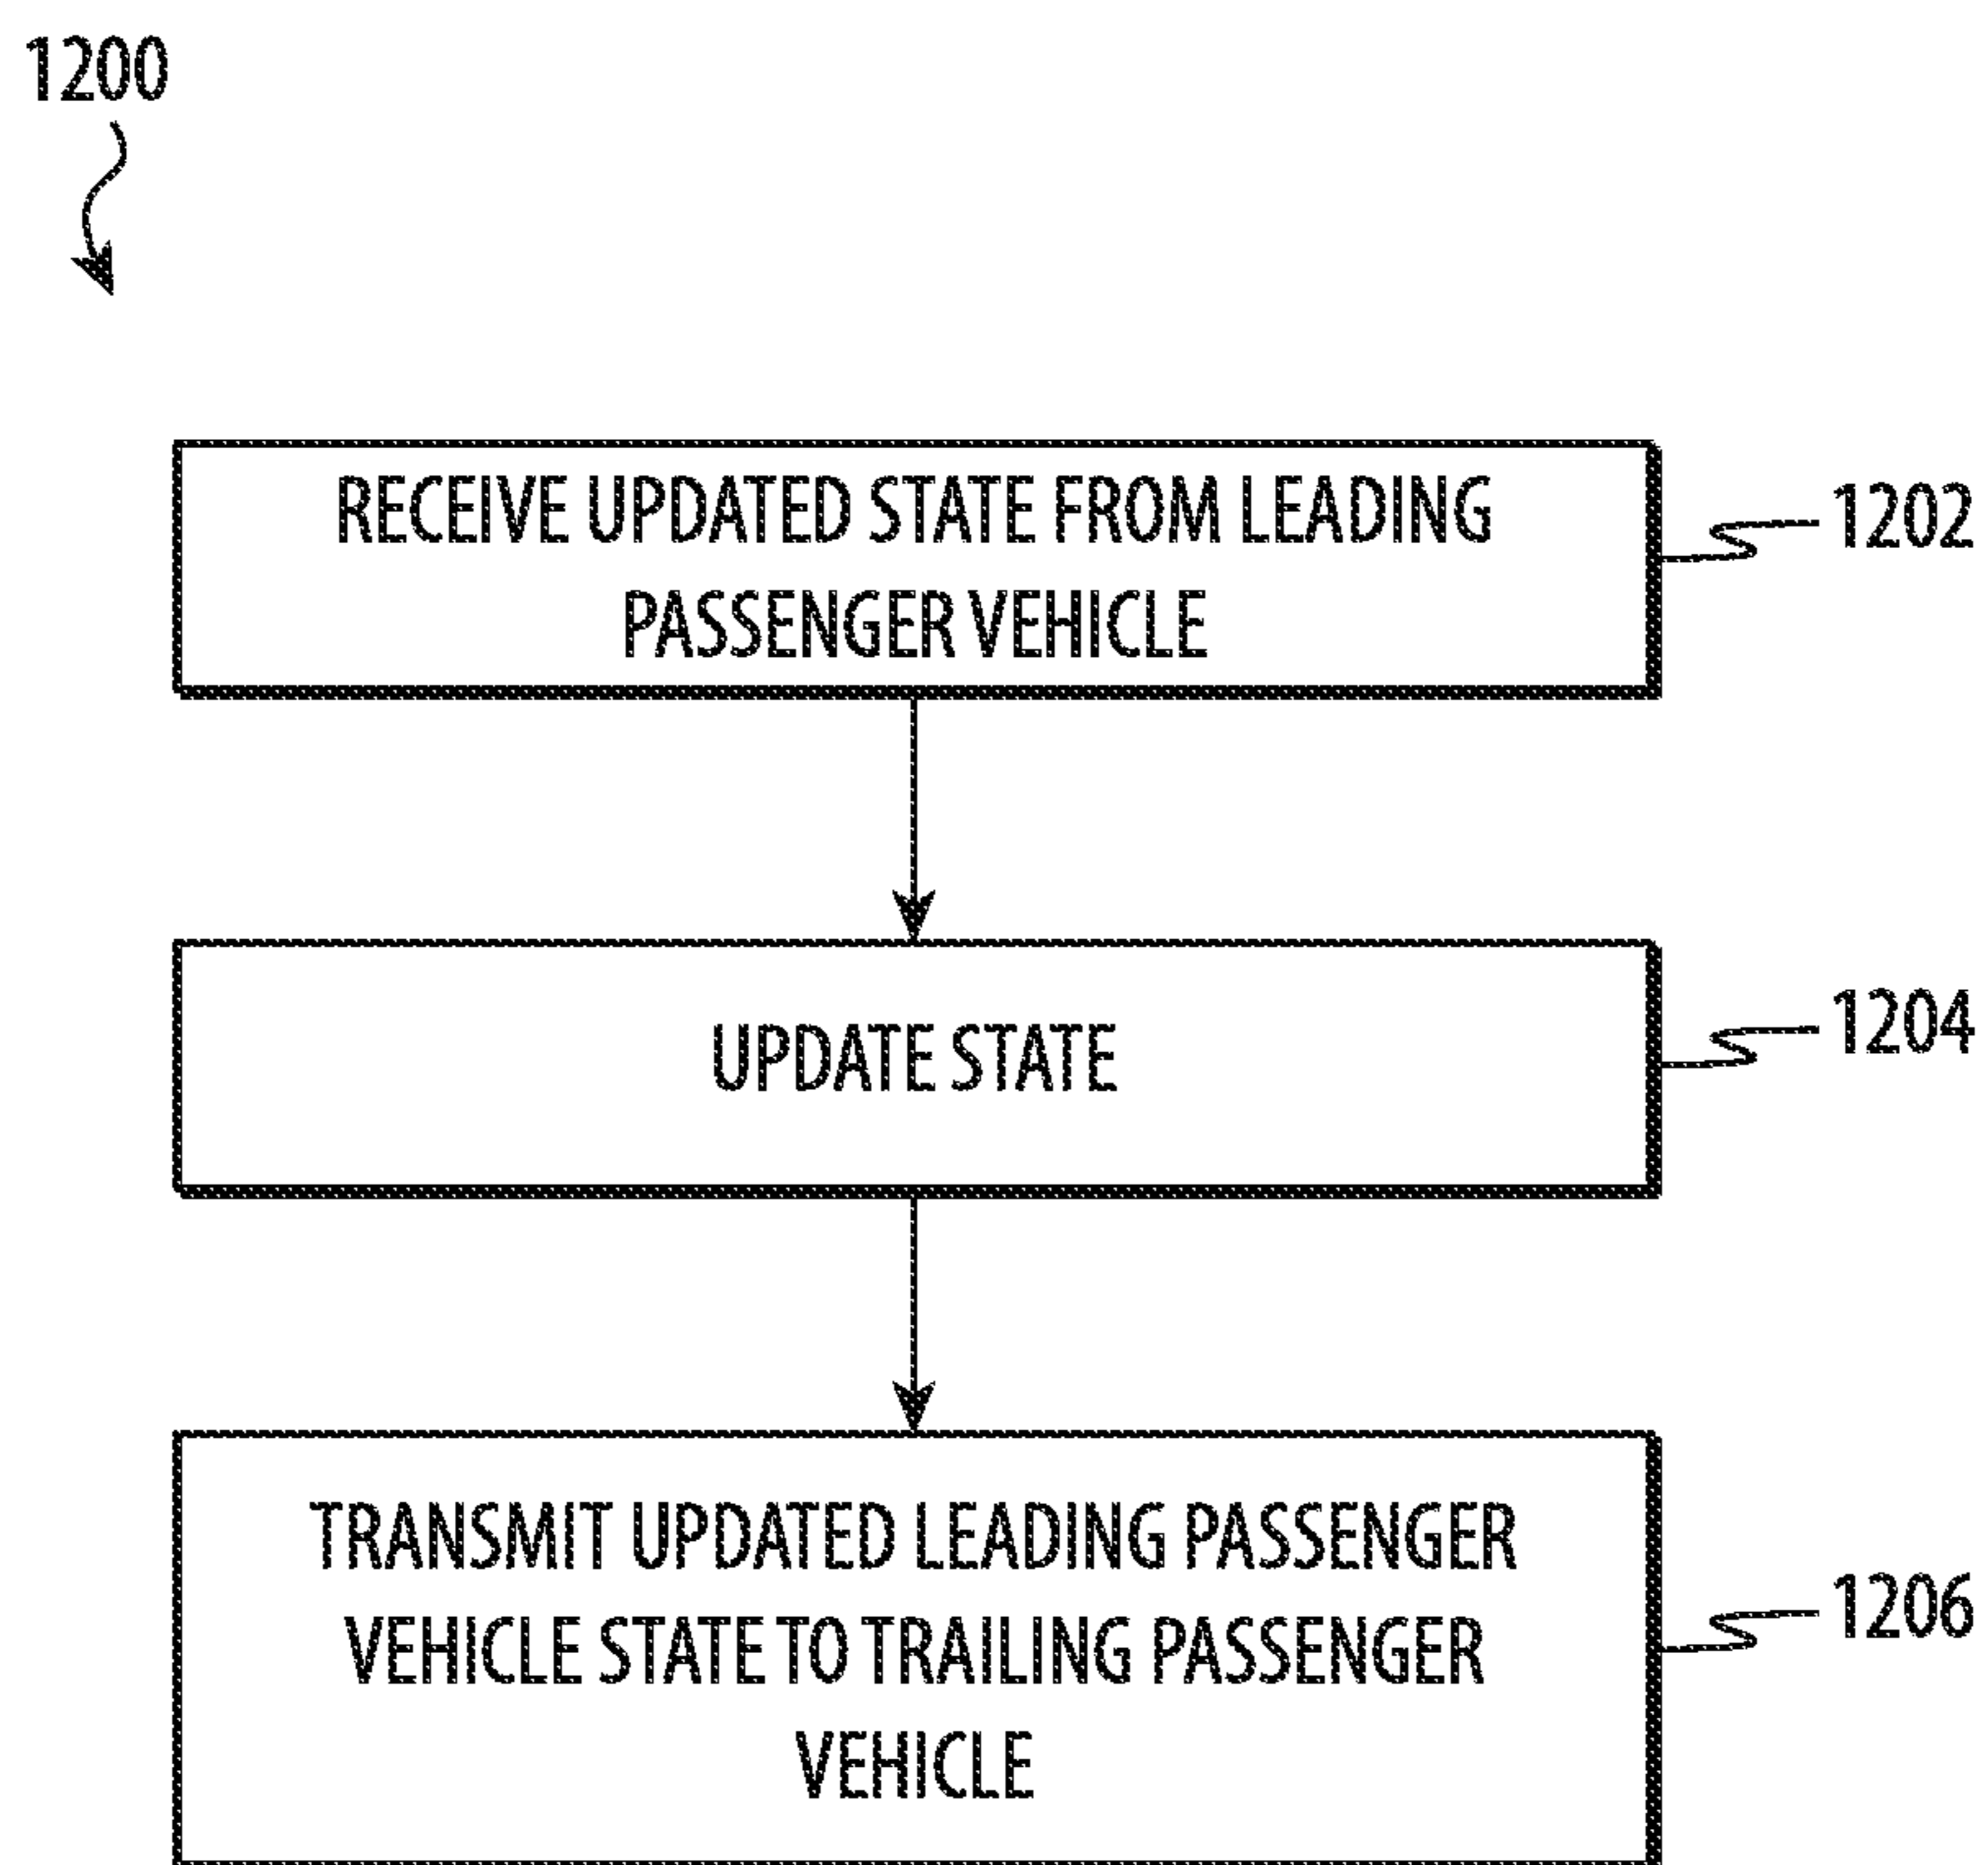 1200
RECEIVE UPDATED STATE FROM LEADING
PASSENGER VEHICLE
1202
UPDATE STATE
1204
TRANSMIT UPDATED LEADING PASSENGER
VEHICLE STATE TO TRAILING PASSENGER
VEHICLE
1206